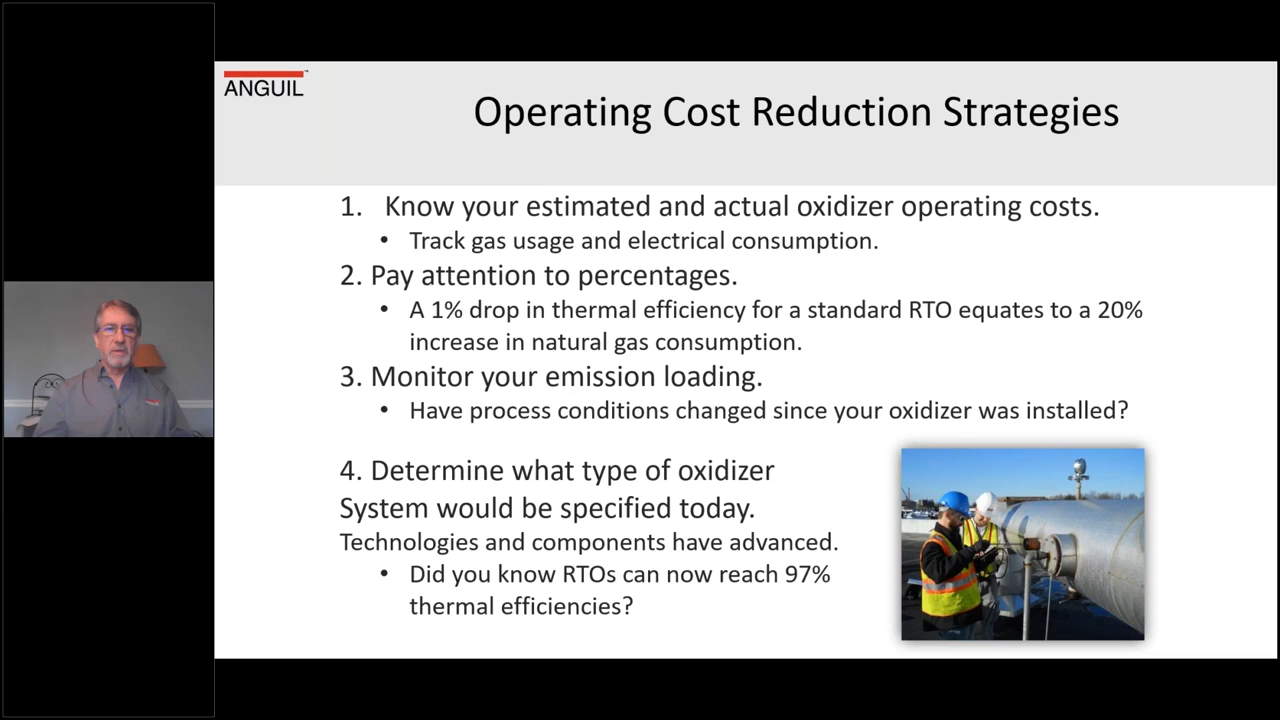 ANGUIL™
Operating Cost Reduction Strategies
1. Know your estimated and actual oxidizer operating costs.
• Track gas usage and electrical consumption.
2. Pay attention to percentages.
• A 1% drop in thermal efficiency for a standard RTO equates to a 20%
increase in natural gas consumption.
3. Monitor your emission loading.
• Have process conditions changed since your oxidizer was installed?
4. Determine what type of oxidizer
System would be specified today.
Technologies and components have advanced.
• Did you know RTOs can now reach 97%
thermal efficiencies?